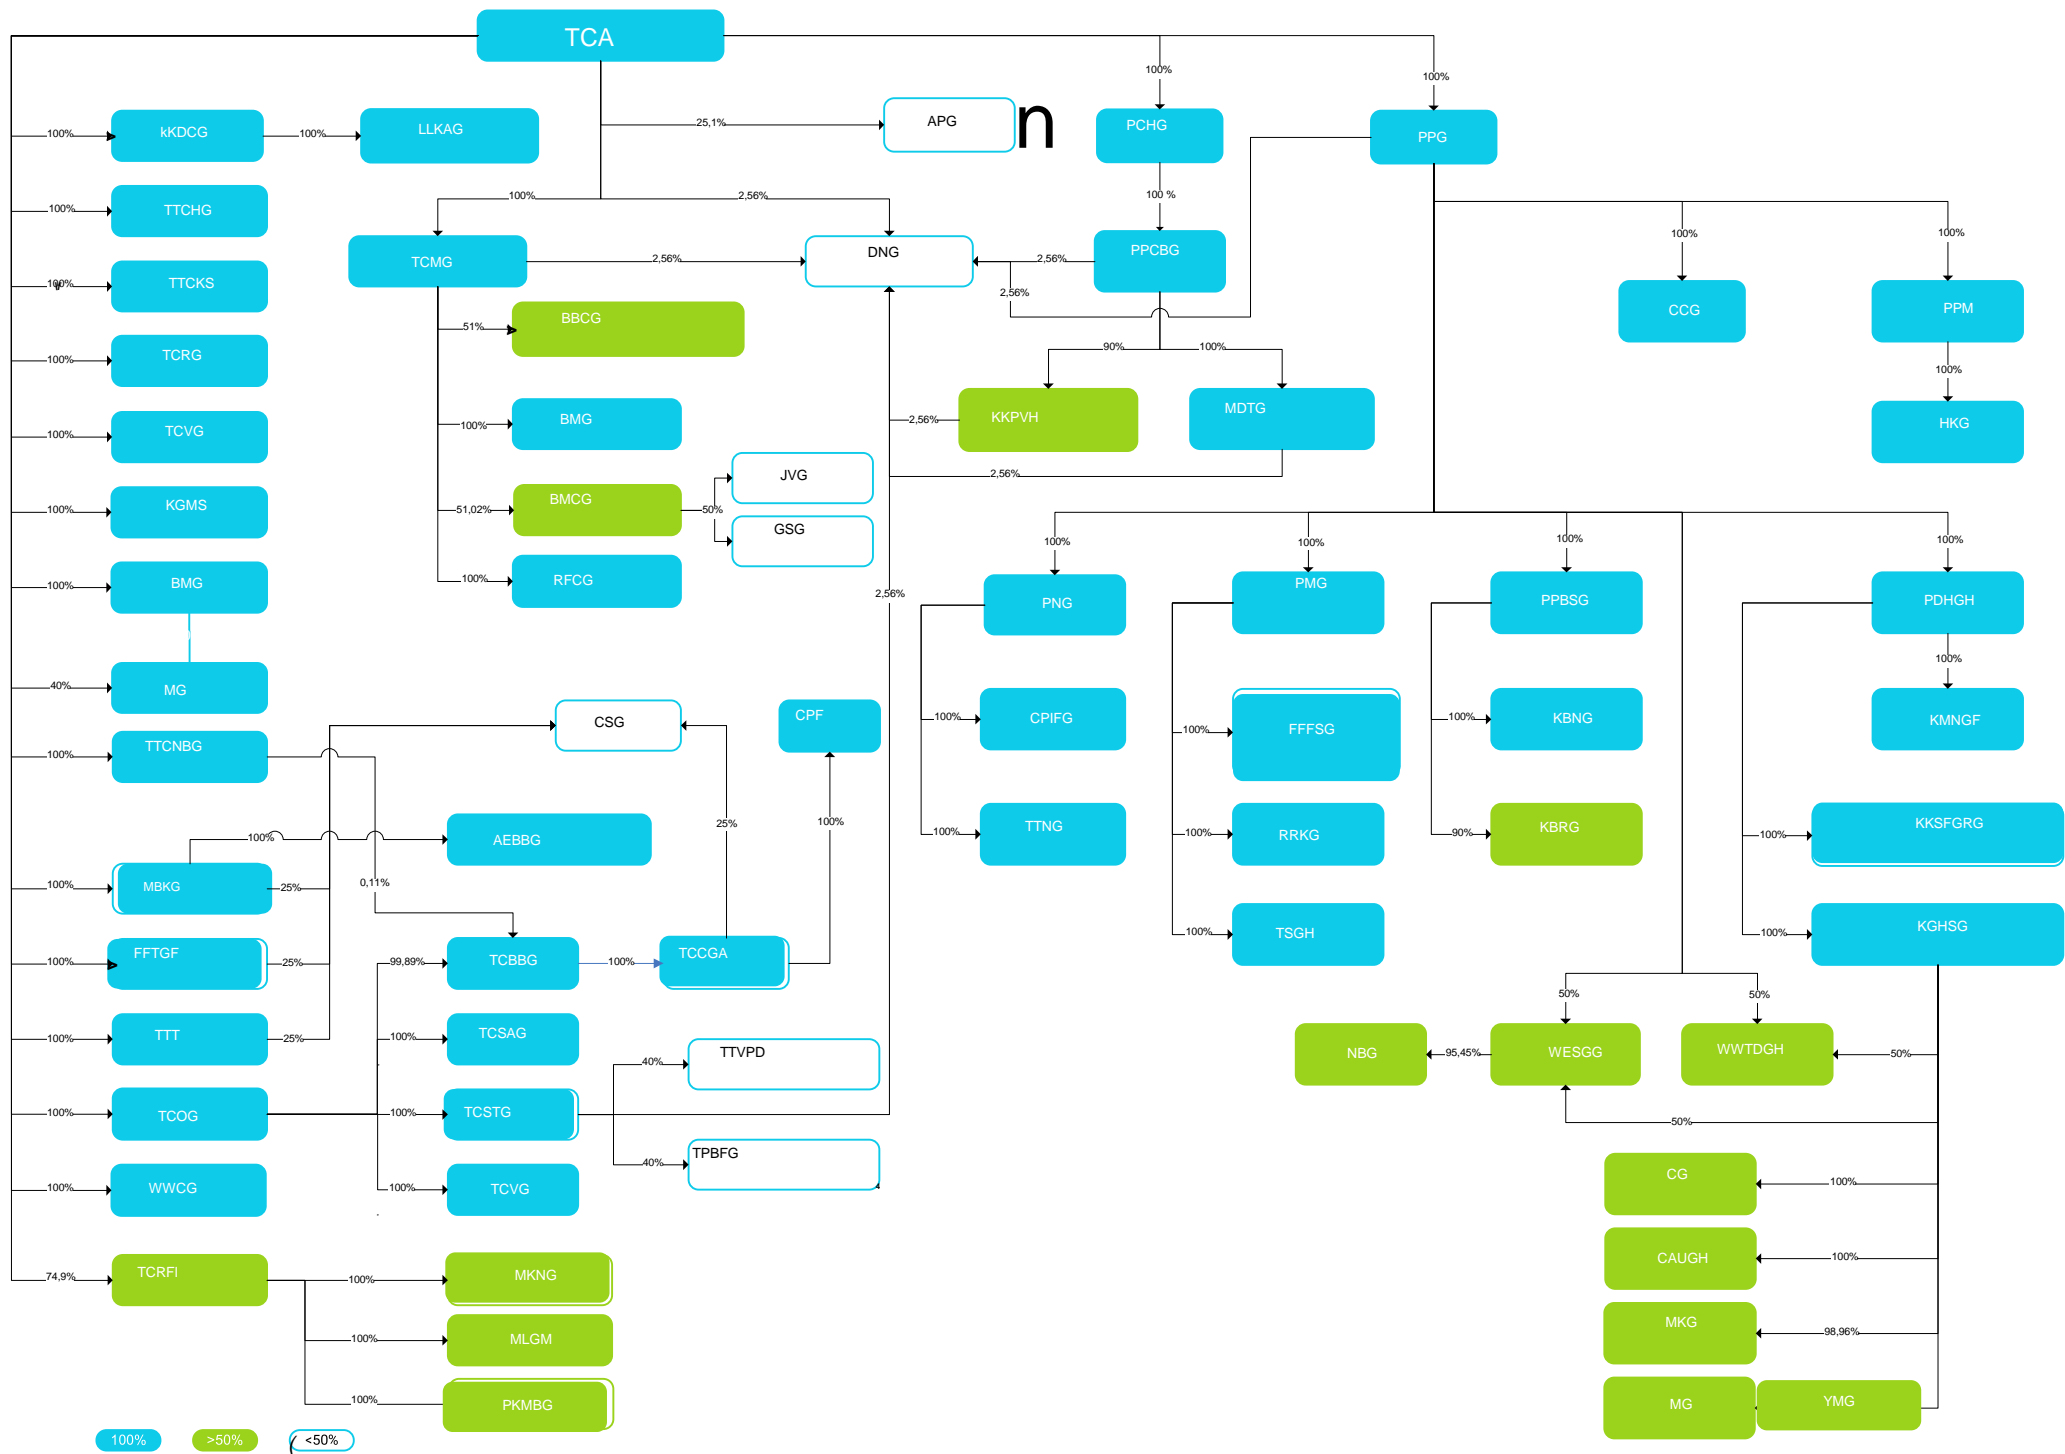 TCA
100%
100%
kKDCG
100%
LLKAG
100%
25,1%
APG
n
PCHG
PPG
TTCHG
100%
100%
2,56%
100 %
TCMG
2,56%
DNG
2,56%
PPCBG
2,56%
100%
100%
CCG
PPM
TTCKS
100%
51%
BBCG
TCRG
100%
90%
100%
100%
KKPVH
MDTG
HKG
2,56%
2,56%
TCVG
100%
100%
BMG
JVG
KGMS
100%
51,02%
BMCG
50%
GSG
100%
100%
100%
100%
BMG
100%
100%
RFCG
2,56%
PNG
PMG
PPBSG
PDHGH
100%
MG
40%
CSG
CPF
100%
CPIFG
100%
FFFSG
100%
KBNG
KMNGF
TTCNBG
100%
100%
AEBBG
25%
100%
100%
TTNG
100%
RRKG
90%
KBRG
100%
KKSFGRG
MBKG
100%
25%
0,11%
FFTGF
100%
25%
99,89%
TCBBG
100%
TCCGA
100%
TSGH
100%
KGHSG
50%
50%
TTT
100%
25%
100%
TCSAG
40%
TTVPD
NBG
95,45%
WESGG
WWTDGH
50%
TCOG
100%
100%
TCSTG
50%
40%
TPBFG
WWCG
100%
100%
TCVG
CG
100%
CAUGH
100%
TCRFI
74,9%
100%
MKNG
100%
MLGM
MKG
98,96%
100%
PKMBG
MG
YMG
100%
>50%
<50%
(